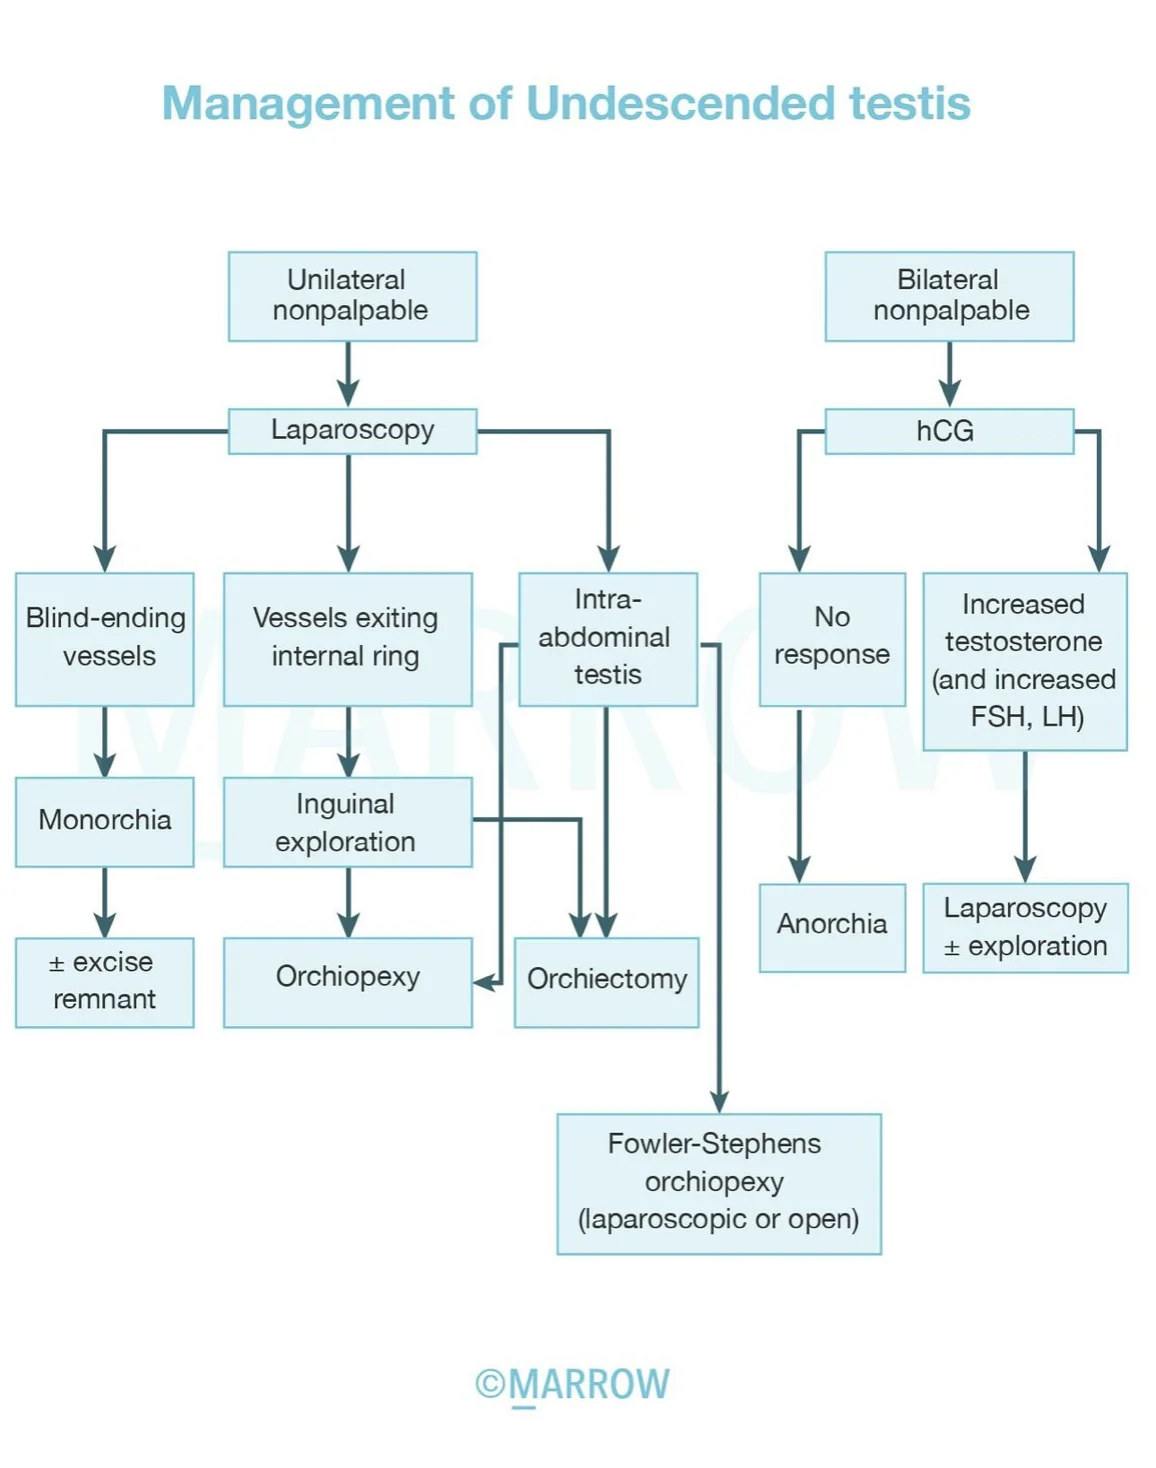 Management of Undescended testis
Unilateral
nonpalpable
Bilateral
nonpalpable
Laparoscopy
hCG
Blind-ending
vessels
Vessels exiting
internal ring
Intra-
abdominal
testis
No
response
Increased
testosterone
(and increased
FSH, LH)
Monorchia
Inguinal
exploration
Anorchia
Laparoscopy
± exploration
± excise
remnant
Orchiopexy
Orchiectomy
Fowler-Stephens
orchiopexy
(laparoscopic or open)
©MARROW
MARROW